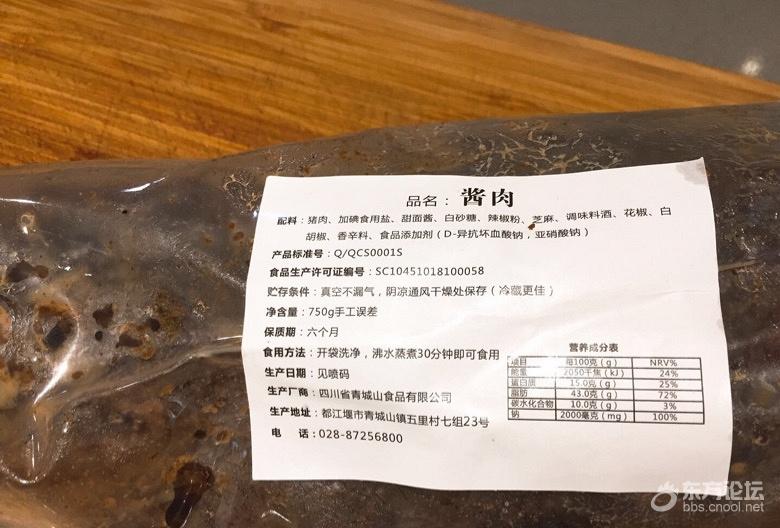 品名：酱肉
配料：猪肉、加碘食用盐、甜面酱、白砂糖、辣椒粉、芝麻、调味料酒、花椒、白
胡椒、香辛料、食品添加剂（D-异抗坏血酸钠，亚硝酸钠）
产品标准号：Q/QCS0001S
食品生产许可证编号：SC10451018100058
贮存条件：真空不漏气，阴凉通风干燥处保存（冷藏更佳）
净含量：750g手工误差
保质期：六个月
食用方法：开袋洗净，沸水蒸煮30分钟即可食用
生产日期：见喷码
生产厂商：四川省青城山食品有限公司
生产地址：都江堰市青城山镇五里村七组23号
电 话：028-87256800
营养成分表
项目 每100克（g） NRV%
能量 2050千焦（kJ） 24%
蛋白质 15.0克（g） 25%
脂肪 43.0克（g） 72%
碳水化合物 10.0克（g） 3%
钠 2000毫克（mg） 100%
东方论坛
bbs.cnool.net